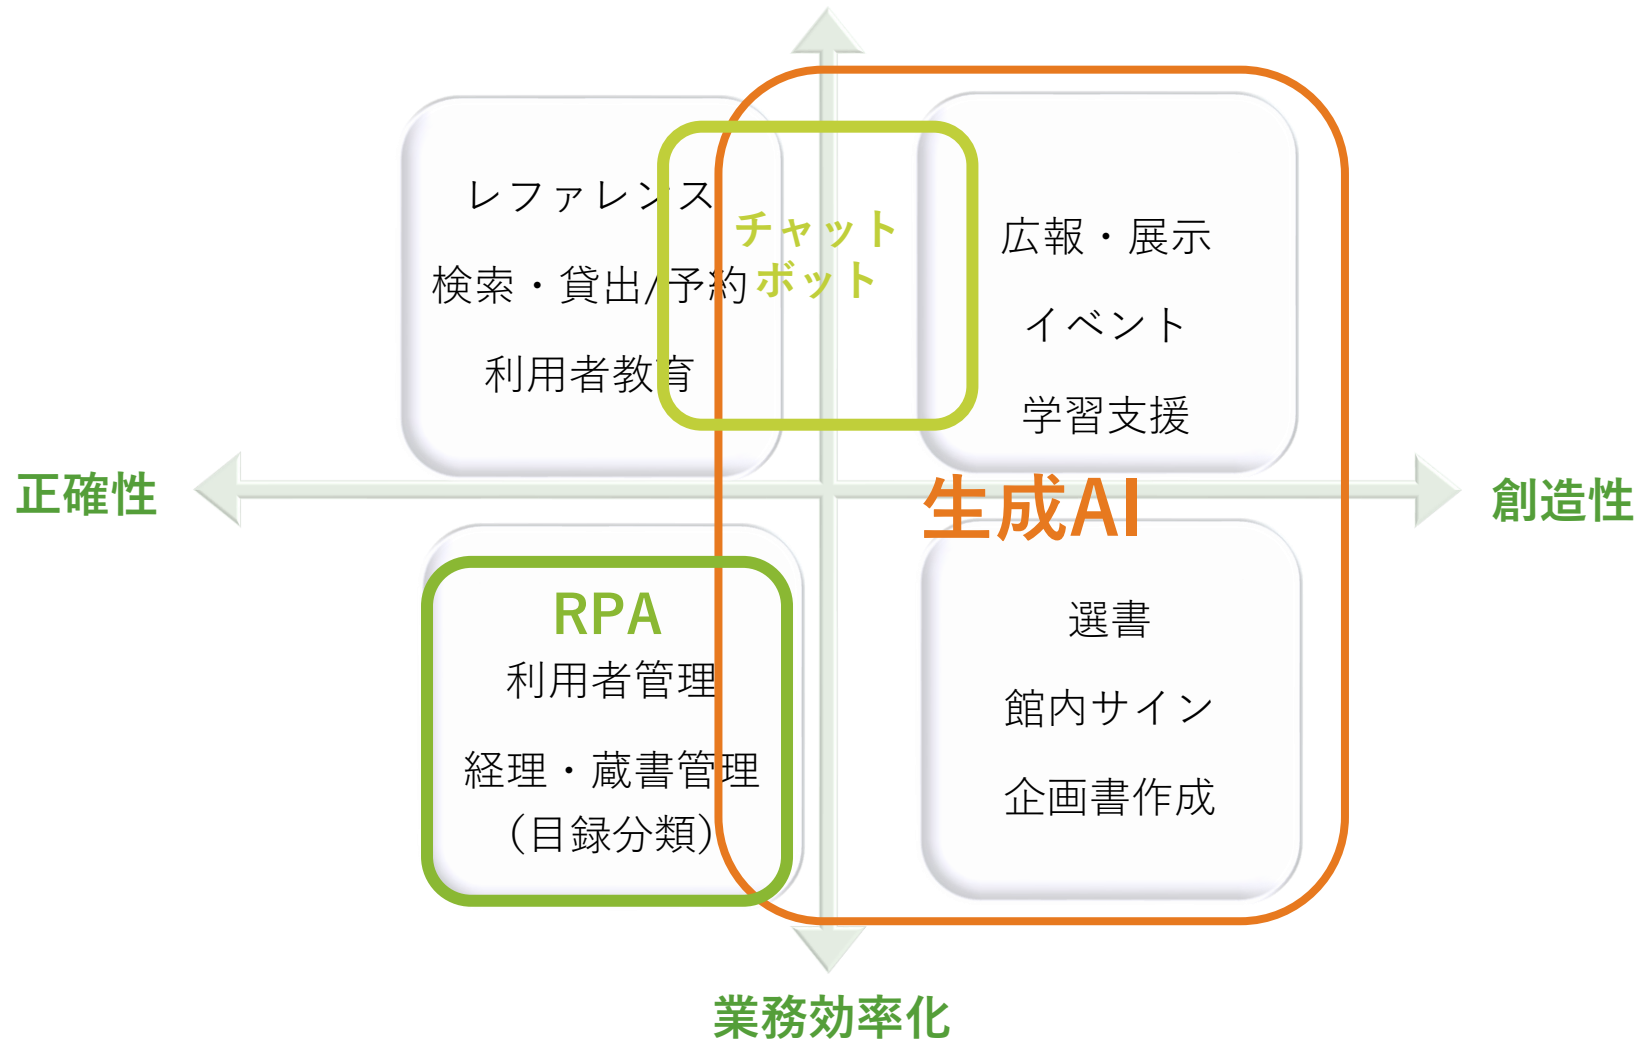 レファレンス
検索・貸出/予約
利用者教育
チャット
ボット
広報・展示
イベント
学習支援
正確性
生成AI
創造性
RPA
利用者管理
経理・蔵書管理
（目録分類）
選書
館内サイン
企画書作成
業務効率化